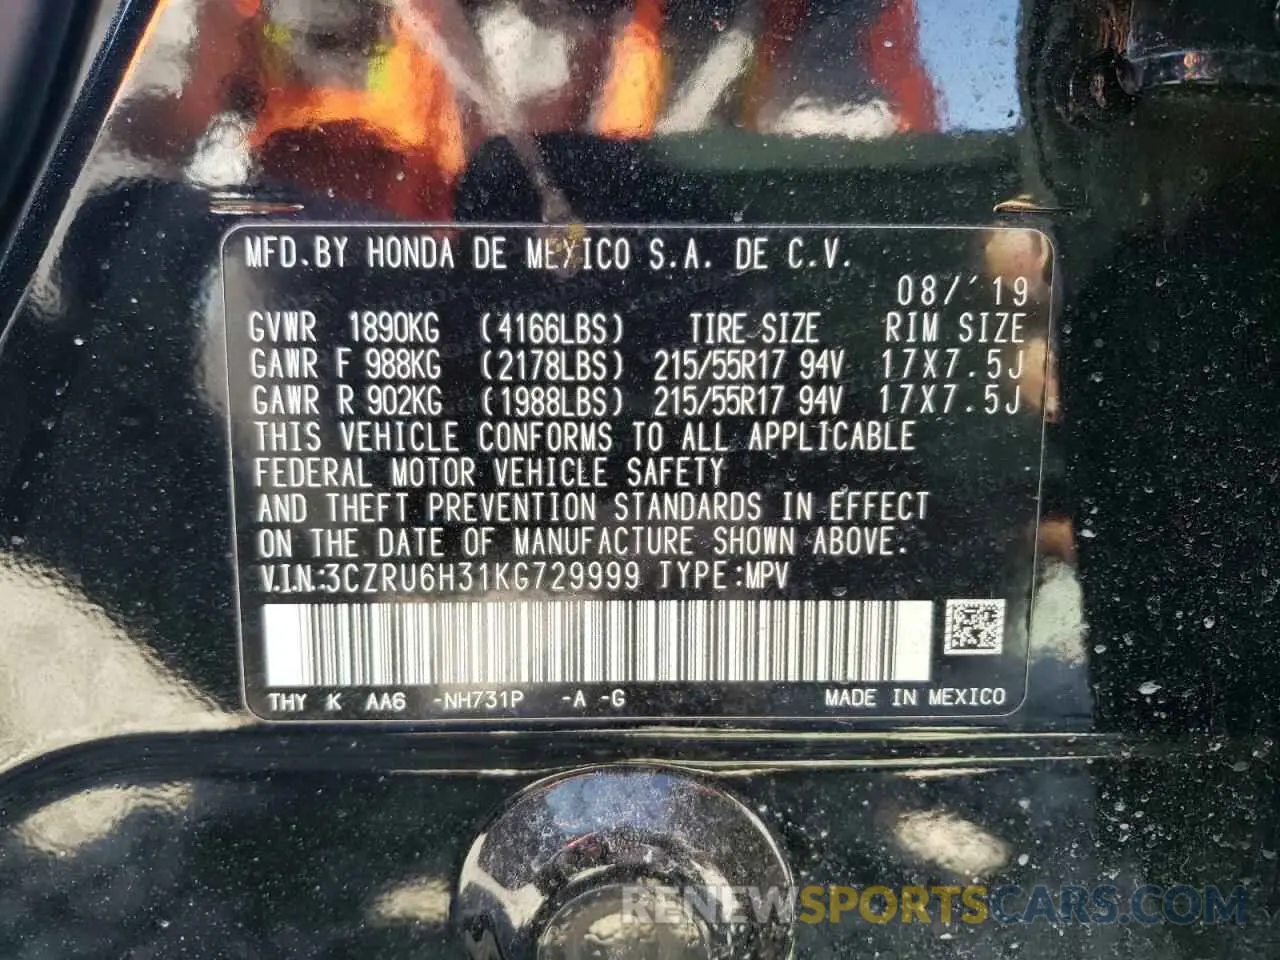 MFD.BY HONDA DE MEXICO S.A. DE C.V.
08/'19
GVWR 1890KG (4166LBS) TIRE SIZE RIM SIZE
GAWR F 988KG (2178LBS) 215/55R17 94V 17X7.5J
GAWR R 902KG (1988LBS) 215/55R17 94V 17X7.5J
THIS VEHICLE CONFORMS TO ALL APPLICABLE
FEDERAL MOTOR VEHICLE SAFETY
AND THEFT PREVENTION STANDARDS IN EFFECT
ON THE DATE OF MANUFACTURE SHOWN ABOVE.
V.I.N.:3CZRU6H31KG729999 TYPE:MPV
THY K AA6 -NH731P -A -G MADE IN MEXICO
RENEWSPORTSCARS.COM